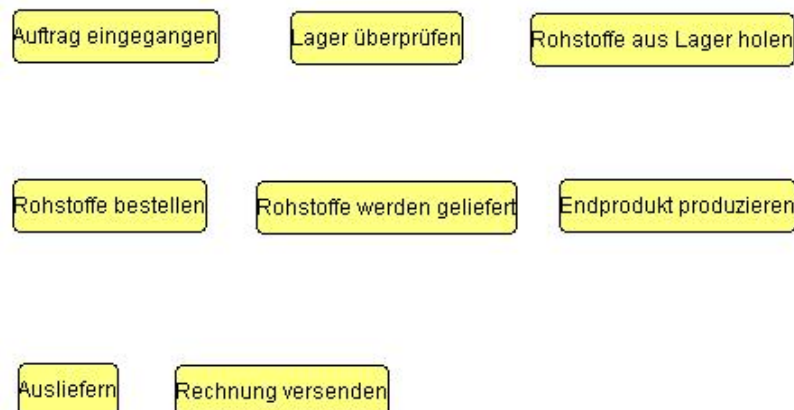 Auftrag eingegangen
Lager überprüfen
Rohstoffe aus Lager holen
Rohstoffe bestellen
Rohstoffe werden geliefert
Endprodukt produzieren
Ausliefern
Rechnung versenden